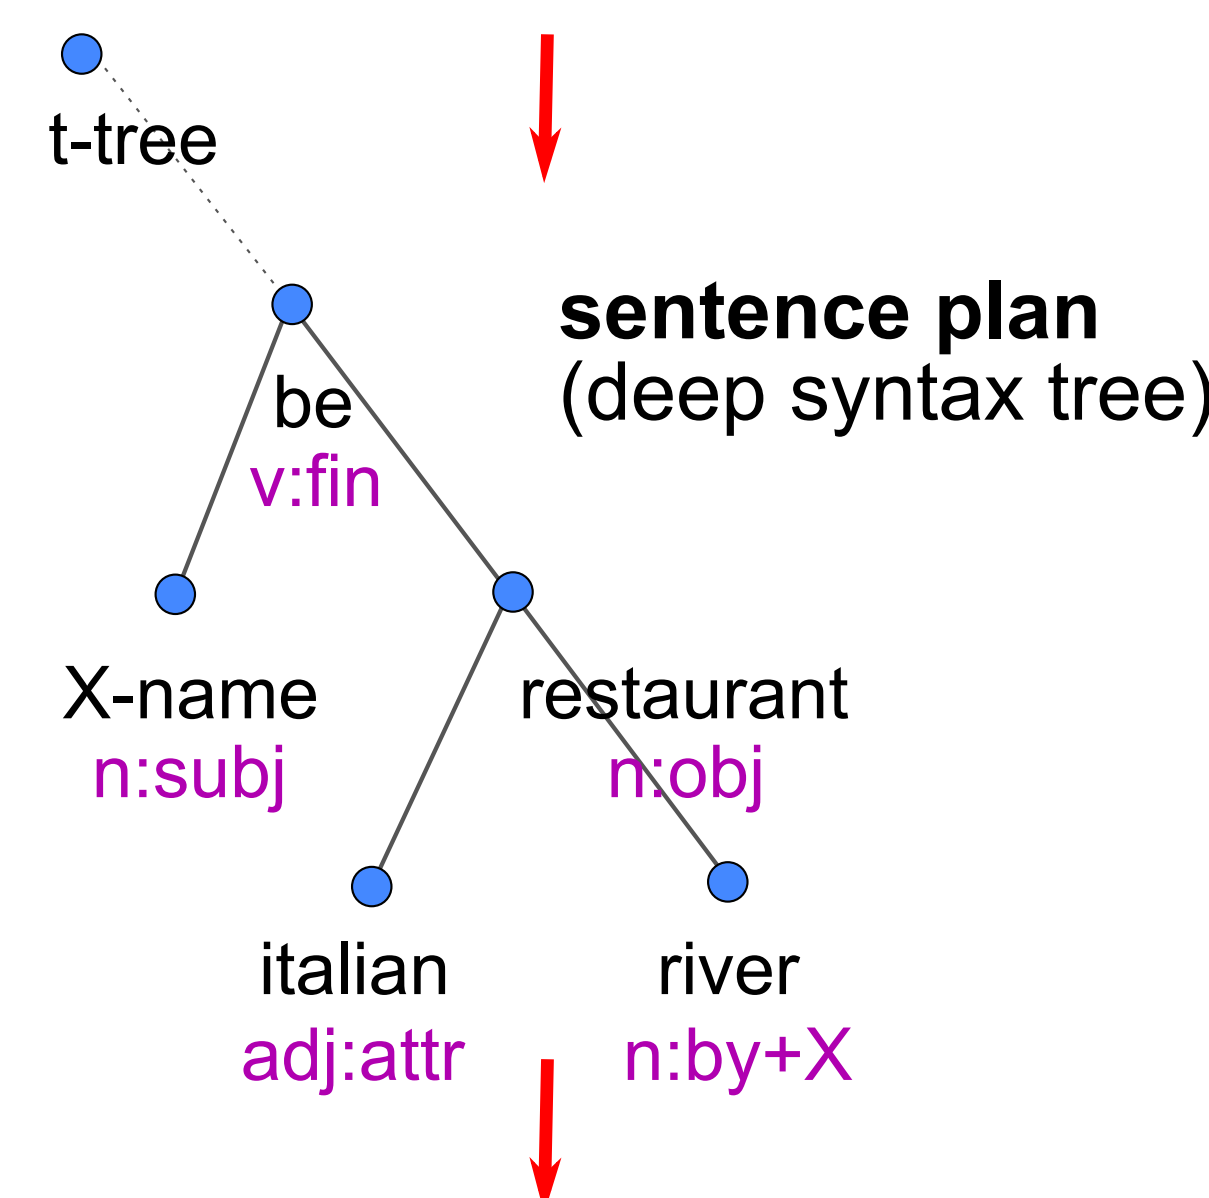 t-tree
sentence plan
(deep syntax tree)
be
v:fin
X-name
n:subj
restaurant
n:obj
italian
adj:attr
river
n:by+X